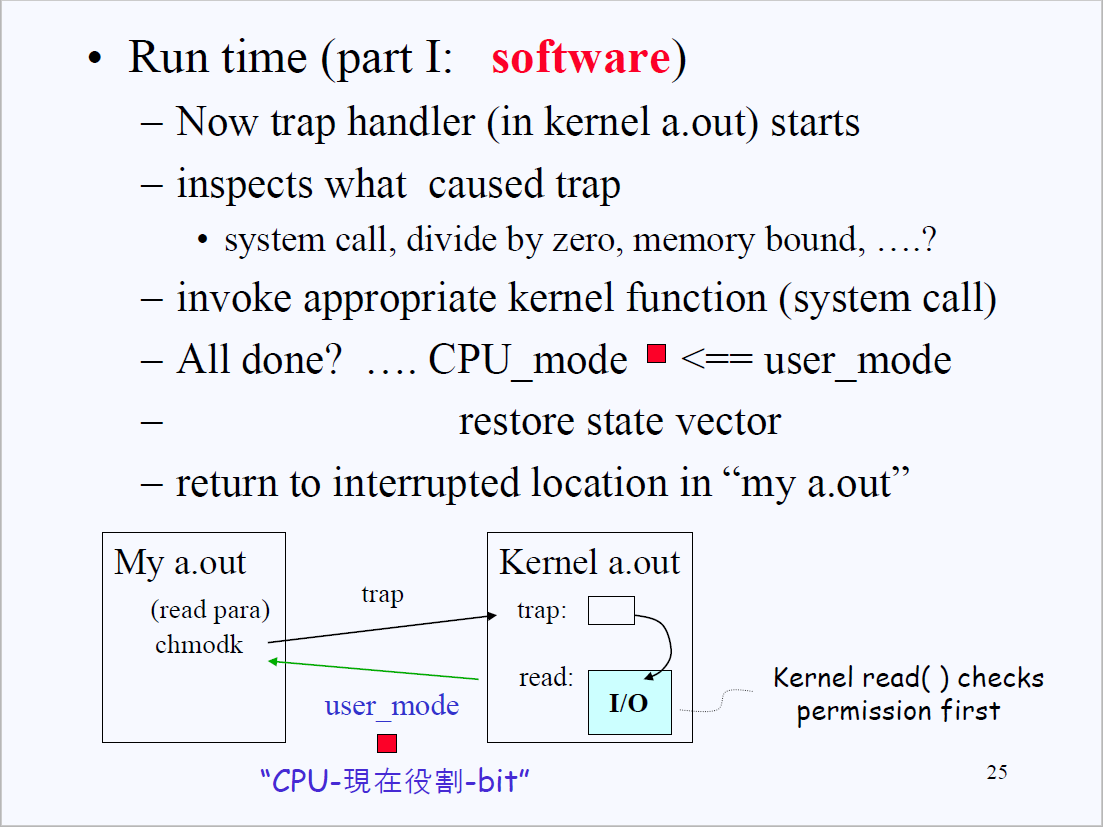 • Run time (part I: software)
– Now trap handler (in kernel a.out) starts
– inspects what caused trap
• system call, divide by zero, memory bound, ….?
– invoke appropriate kernel function (system call)
– All done? …. CPU_mode <== user_mode
– restore state vector
– return to interrupted location in “my a.out”
My a.out
(read para)
chmodk
trap
user_mode
“CPU-現在役割-bit”
Kernel a.out
trap:
read:
I/O
Kernel read( ) checks
permission first
25